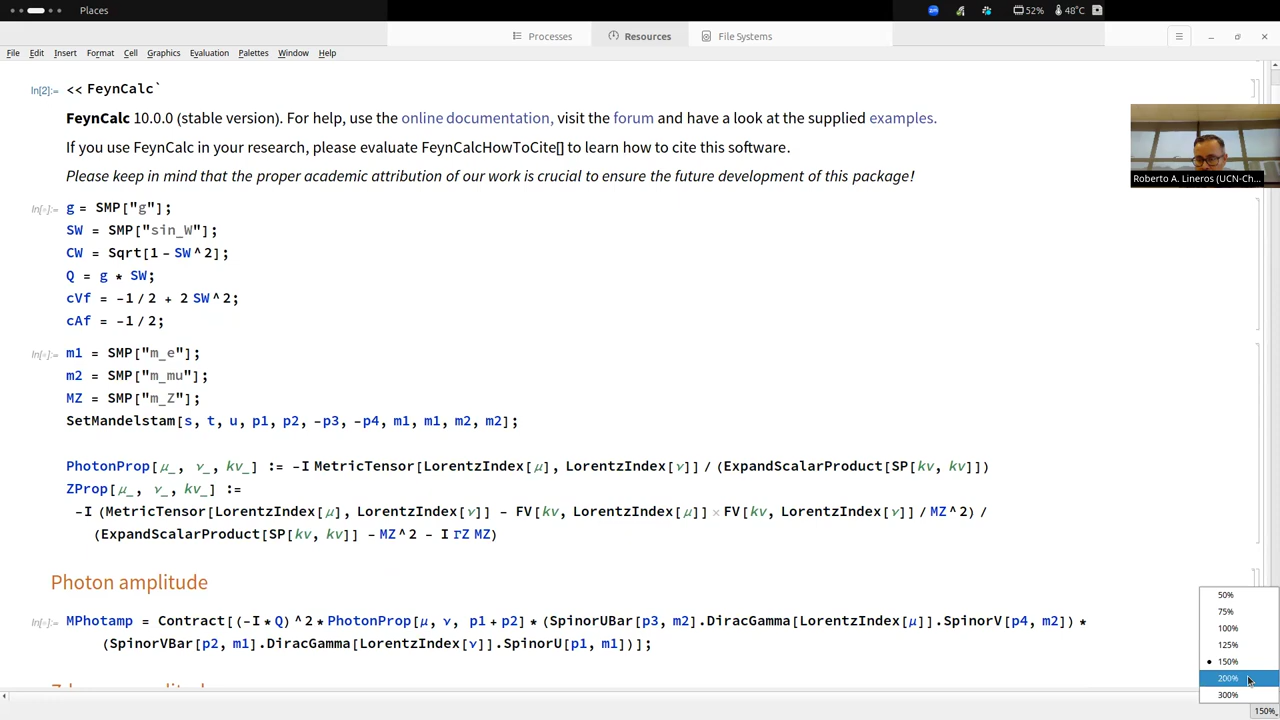 Places
52% 48°C
Processes Resources File Systems
File Edit Insert Format Cell Graphics Evaluation Palettes Window Help
In[2]:= << FeynCalc`
FeynCalc 10.0.0 (stable version). For help, use the online documentation, visit the forum and have a look at the supplied examples.
If you use FeynCalc in your research, please evaluate FeynCalcHowToCite[] to learn how to cite this software.
Please keep in mind that the proper academic attribution of our work is crucial to ensure the future development of this package!
Roberto A. Lineros (UCN-Ch...
In[•]:= g = SMP["g"];
SW = SMP["sin_W"];
CW = Sqrt[1 - SW^2];
Q = g * SW;
cVf = -1/2 + 2 SW^2;
cAf = -1/2;
In[•]:= m1 = SMP["m_e"];
m2 = SMP["m_mu"];
MZ = SMP["m_Z"];
SetMandelstam[s, t, u, p1, p2, -p3, -p4, m1, m1, m2, m2];
PhotonProp[μ_, ν_, kv_] := -I MetricTensor[LorentzIndex[μ], LorentzIndex[ν]] / (ExpandScalarProduct[SP[kv, kv]])
ZProp[μ_, ν_, kv_] :=
-I (MetricTensor[LorentzIndex[μ], LorentzIndex[ν]] - FV[kv, LorentzIndex[μ]] × FV[kv, LorentzIndex[ν]] / MZ^2) /
(ExpandScalarProduct[SP[kv, kv]] - MZ^2 - I ΓZ MZ)
Photon amplitude
In[•]:= MPhotamp = Contract[(-I*Q)^2*PhotonProp[μ, ν, p1 + p2]*(SpinorUBar[p3, m2].DiracGamma[LorentzIndex[μ]].SpinorV[p4, m2])*
(SpinorVBar[p2, m1].DiracGamma[LorentzIndex[ν]].SpinorU[p1, m1])];
50%
75%
100%
125%
150%
200%
300%
150%